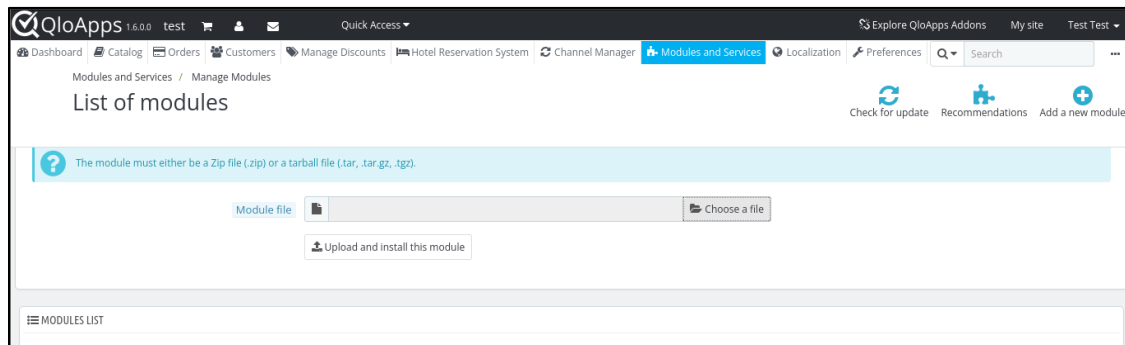 QloApps 1.6.0.0 test Quick Access Explore QloApps Addons My site Test Test
Dashboard Catalog Orders Customers Manage Discounts Hotel Reservation System Channel Manager Modules and Services Localization Preferences Search ...
Modules and Services / Manage Modules
List of modules
Check for update Recommendations Add a new module
? The module must either be a Zip file (.zip) or a tarball file (.tar, .tar.gz, .tgz).
Module file Choose a file
Upload and install this module
MODULES LIST